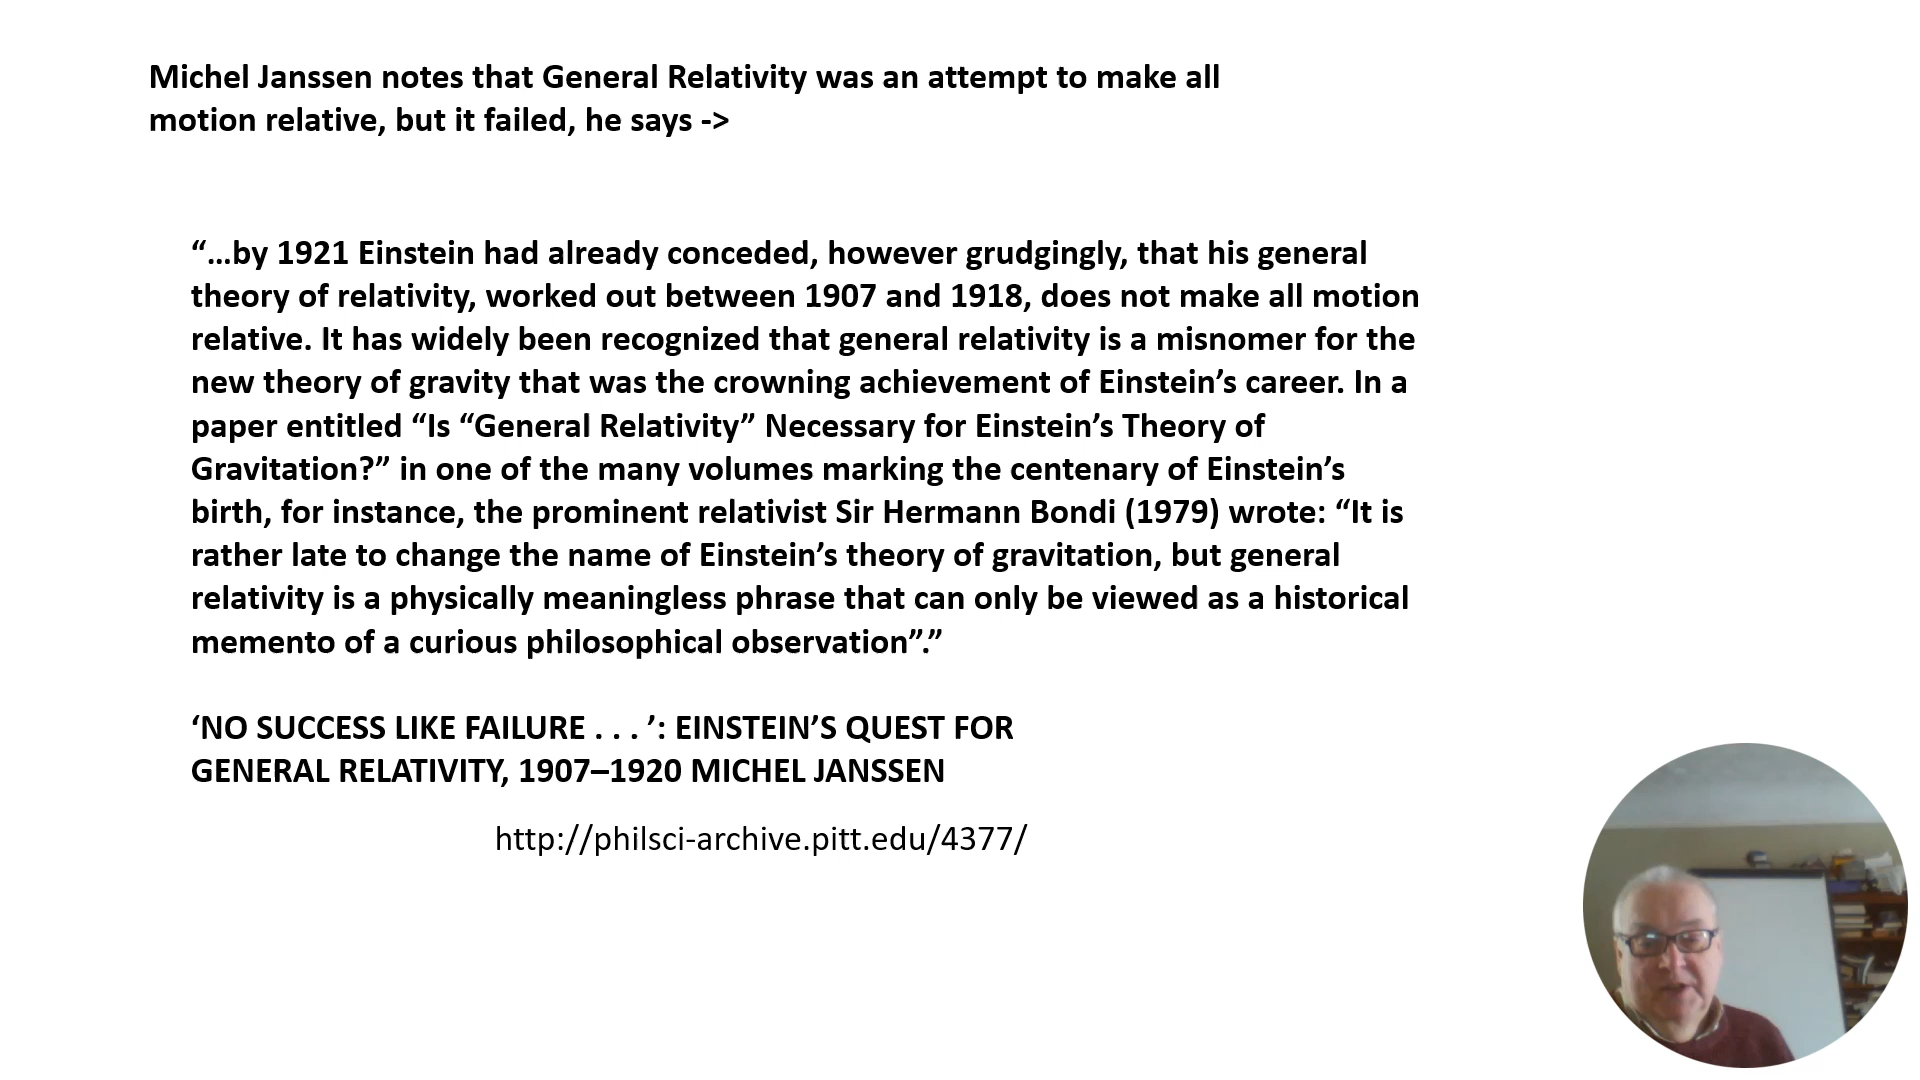 Michel Janssen notes that General Relativity was an attempt to make all
motion relative, but it failed, he says ->
“…by 1921 Einstein had already conceded, however grudgingly, that his general
theory of relativity, worked out between 1907 and 1918, does not make all motion
relative. It has widely been recognized that general relativity is a misnomer for the
new theory of gravity that was the crowning achievement of Einstein’s career. In a
paper entitled “Is “General Relativity” Necessary for Einstein’s Theory of
Gravitation?” in one of the many volumes marking the centenary of Einstein’s
birth, for instance, the prominent relativist Sir Hermann Bondi (1979) wrote: “It is
rather late to change the name of Einstein’s theory of gravitation, but general
relativity is a physically meaningless phrase that can only be viewed as a historical
memento of a curious philosophical observation”.”
‘NO SUCCESS LIKE FAILURE . . . ’: EINSTEIN’S QUEST FOR
GENERAL RELATIVITY, 1907–1920 MICHEL JANSSEN
http://philsci-archive.pitt.edu/4377/